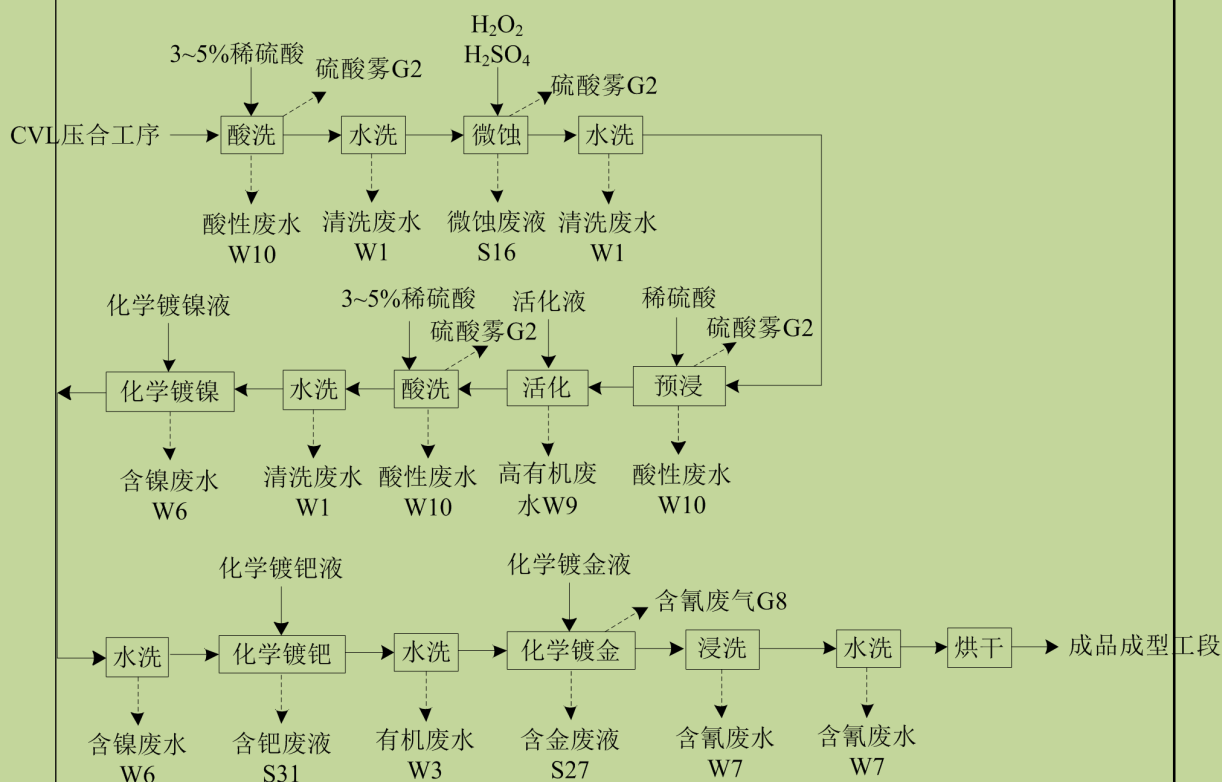 H₂O₂
H₂SO₄
3~5%稀硫酸
硫酸雾G2
硫酸雾G2
CVL压合工序
酸洗
水洗
微蚀
水洗
酸性废水
W10
清洗废水
W1
微蚀废液
S16
清洗废水
W1
化学镀镍液
3~5%稀硫酸
硫酸雾G2
活化液
稀硫酸
硫酸雾G2
化学镀镍
水洗
酸洗
活化
预浸
含镍废水
W6
清洗废水
W1
酸性废水
W10
高有机废
水W9
酸性废水
W10
化学镀钯液
化学镀金液
含氰废气G8
水洗
化学镀钯
水洗
化学镀金
浸洗
水洗
烘干
成品成型工段
含镍废水
W6
含钯废液
S31
有机废水
W3
含金废液
S27
含氰废水
W7
含氰废水
W7